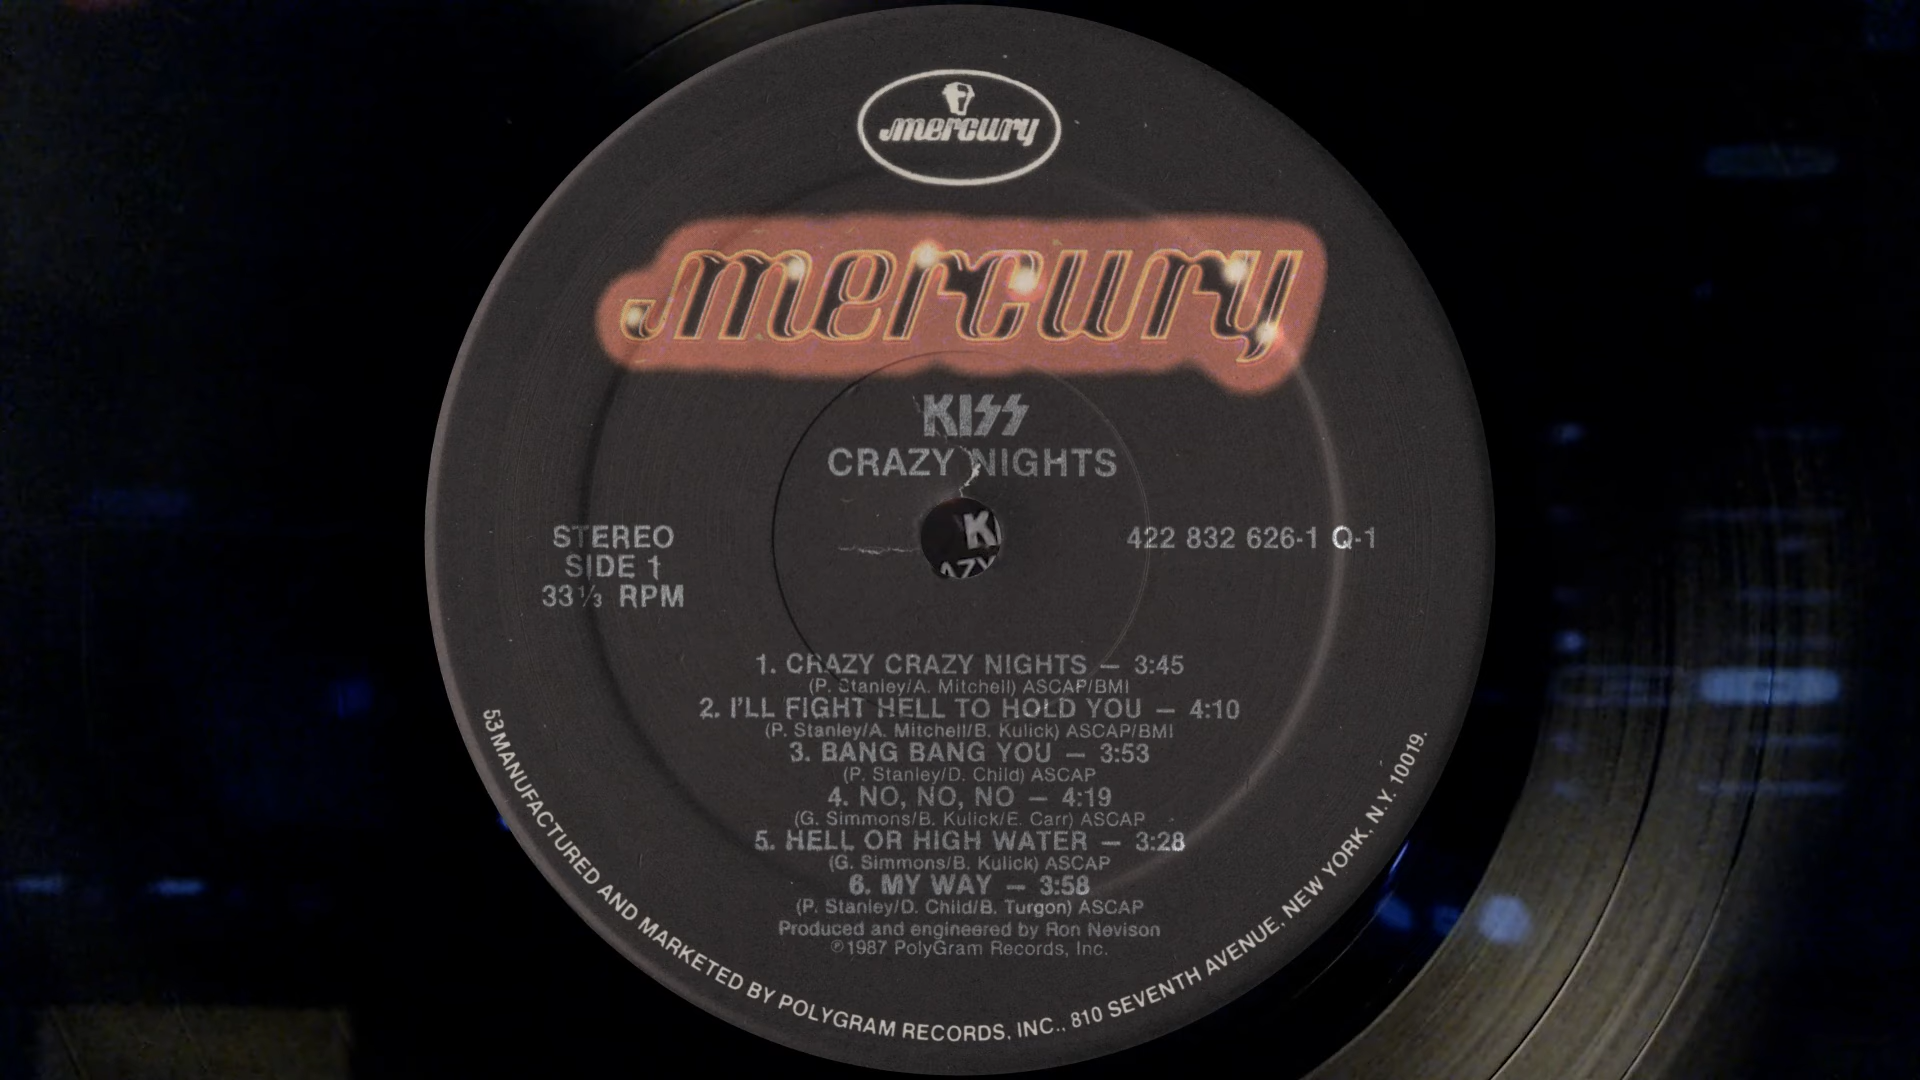 mercury
mercury
KISS
CRAZY NIGHTS
STEREO
SIDE 1
33⅓ RPM
422 832 626-1 Q-1
K
AZY
1. CRAZY CRAZY NIGHTS — 3:45
(P. Stanley/A. Mitchell) ASCAP/BMI
2. I'LL FIGHT HELL TO HOLD YOU — 4:10
(P. Stanley/A. Mitchell/B. Kulick) ASCAP/BMI
3. BANG BANG YOU — 3:53
(P. Stanley/D. Child) ASCAP
4. NO, NO, NO — 4:19
(G. Simmons/B. Kulick/E. Carr) ASCAP
5. HELL OR HIGH WATER — 3:28
(G. Simmons/B. Kulick) ASCAP
6. MY WAY — 3:58
(P. Stanley/D. Child/B. Turgon) ASCAP
Produced and engineered by Ron Nevison
℗1987 PolyGram Records, Inc.
53MANUFACTURED AND MARKETED BY POLYGRAM RECORDS, INC., 810 SEVENTH AVENUE, NEW YORK, N.Y. 10019.